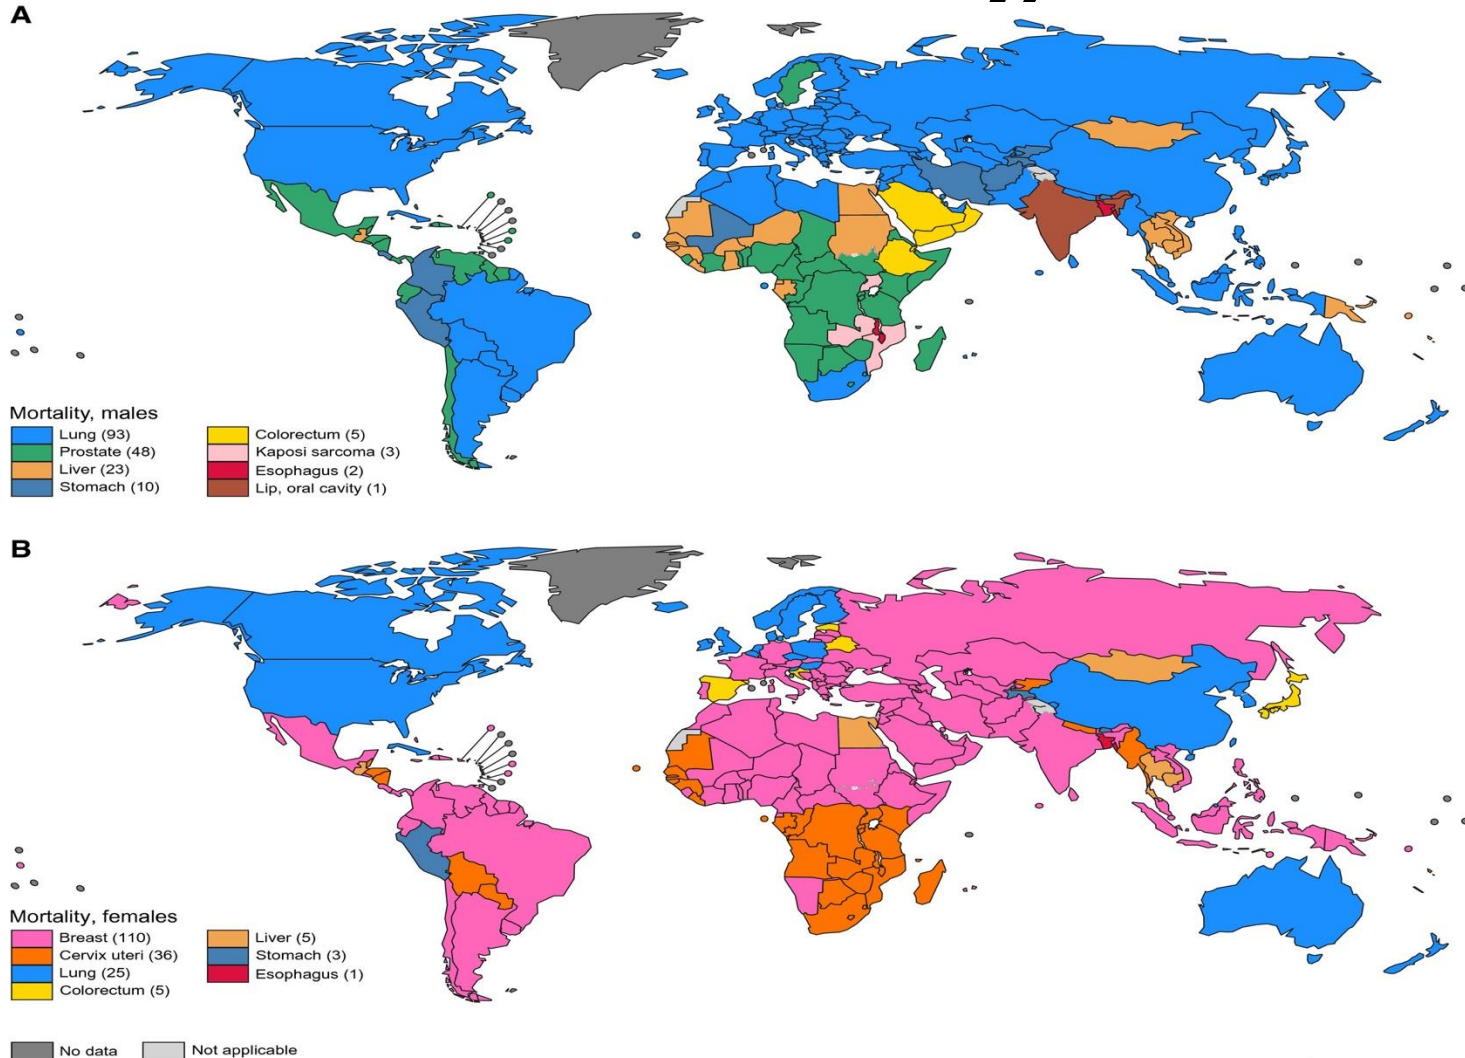 A
Mortality, males
Lung (93)
Prostate (48)
Liver (23)
Stomach (10)
Colorectum (5)
Kaposi sarcoma (3)
Esophagus (2)
Lip, oral cavity (1)
B
Mortality, females
Breast (110)
Cervix uteri (36)
Lung (25)
Colorectum (5)
Liver (5)
Stomach (3)
Esophagus (1)
No data
Not applicable